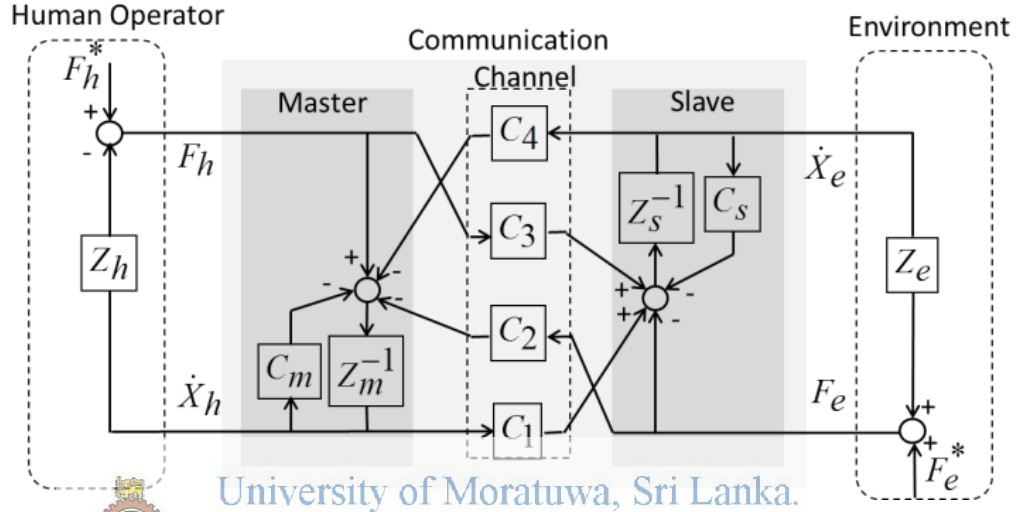 Human Operator
Communication
Environment
Channel
Master
Slave
F_h^*
+
-
F_h
Z_h
Ẋ_h
+
-
-
-
C_m
Z_m^{-1}
C_4
C_3
C_2
C_1
Z_s^{-1}
C_s
+
+
-
-
Ẋ_e
Z_e
F_e
+
+
F_e^*
University of Moratuwa, Sri Lanka.